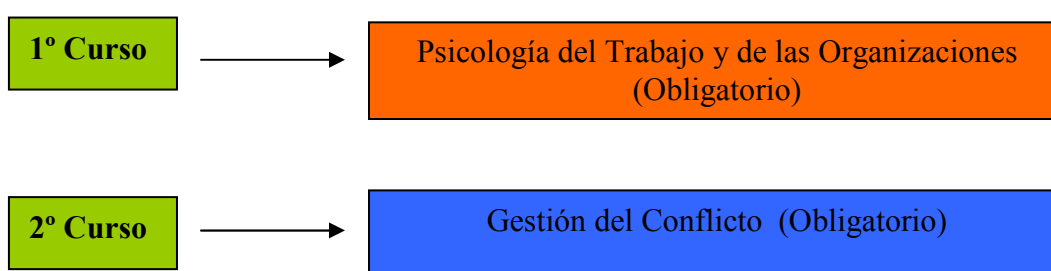 1º Curso
Psicología del Trabajo y de las Organizaciones
(Obligatorio)
2º Curso
Gestión del Conflicto (Obligatorio)